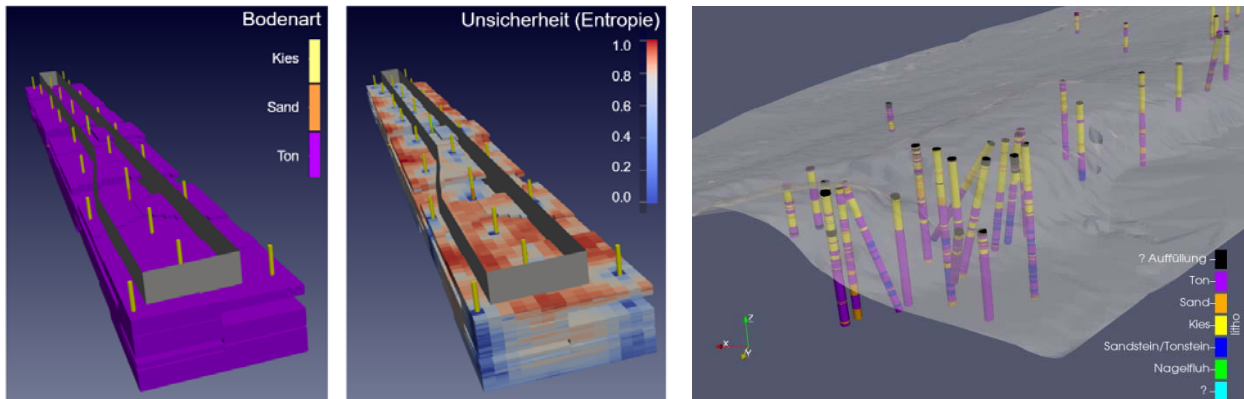 Bodenart
Kies
Sand
Ton
Unsicherheit (Entropie)
1.0
0.8
0.6
0.4
0.2
0.0
? Auffüllung
Ton
Sand
Kies
Sandstein/Tonstein
Nagelfluh
?
litho
Z
X
Y